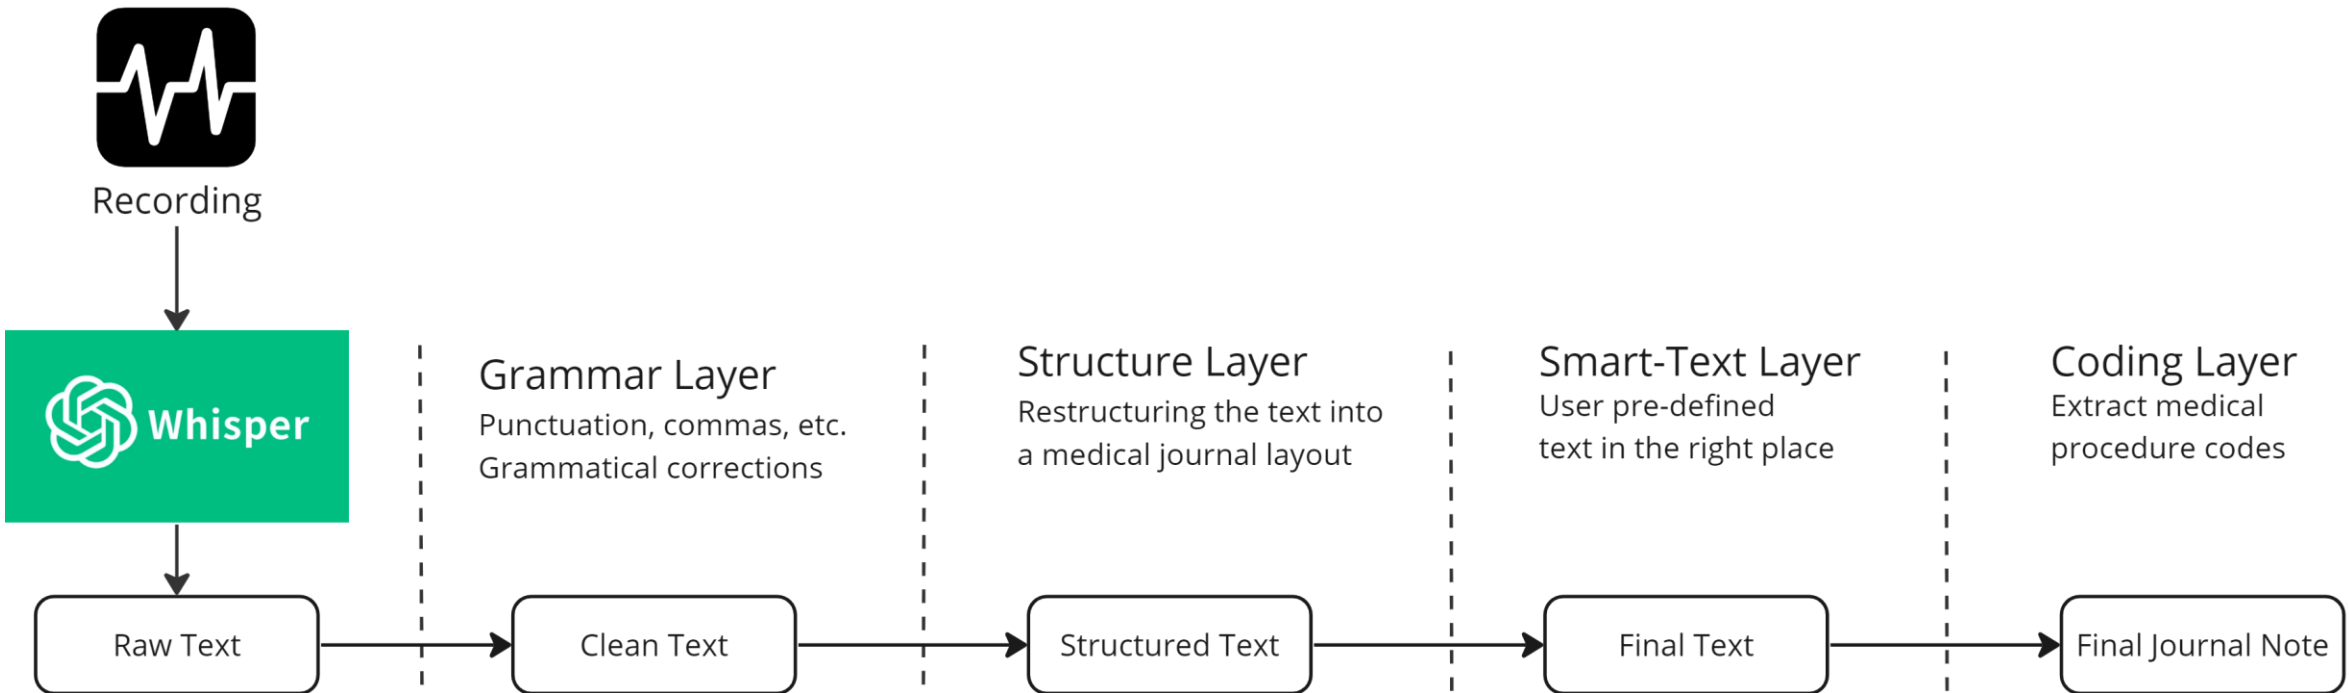 Recording
Whisper
Grammar Layer
Punctuation, commas, etc.
Grammatical corrections
Structure Layer
Restructuring the text into
a medical journal layout
Smart-Text Layer
User pre-defined
text in the right place
Coding Layer
Extract medical
procedure codes
Raw Text
Clean Text
Structured Text
Final Text
Final Journal Note